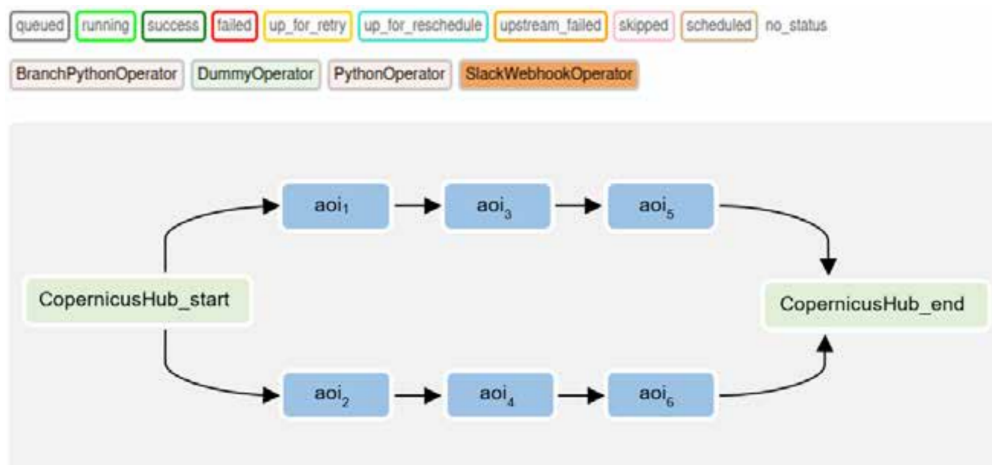 queued running success failed up_for_retry up_for_reschedule upstream_failed skipped scheduled no_status
BranchPythonOperator DummyOperator PythonOperator SlackWebhookOperator
aoi₁ aoi₃ aoi₅
CopernicusHub_start CopernicusHub_end
aoi₂ aoi₄ aoi₆